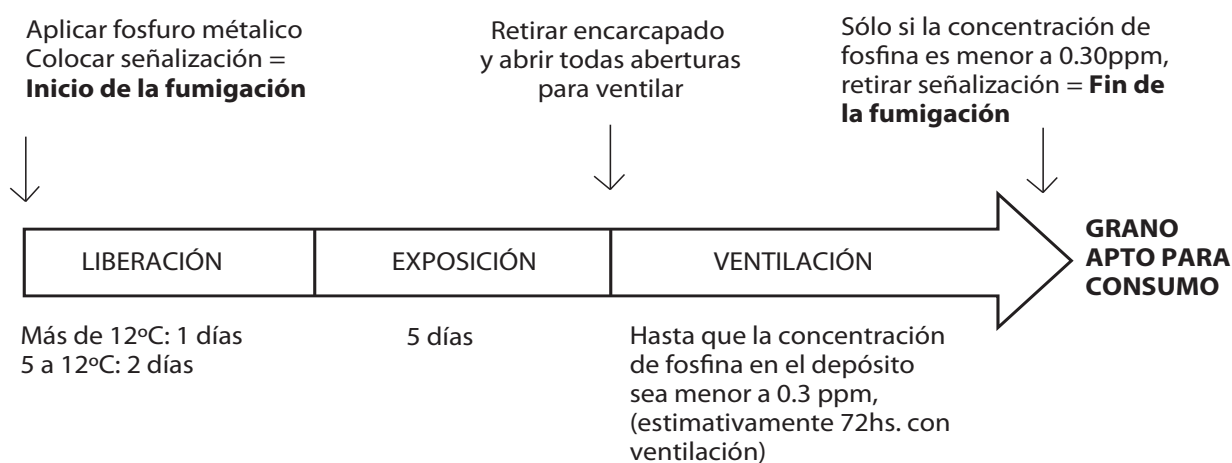 Aplicar fosfuro metálico
Colocar señalización =
Inicio de la fumigación
Retirar encarcapado
y abrir todas aberturas
para ventilar
Sólo si la concentración de
fosfina es menor a 0.30ppm,
retirar señalización = Fin de
la fumigación
LIBERACIÓN
EXPOSICIÓN
VENTILACIÓN
GRANO
APTO PARA
CONSUMO
Más de 12ºC: 1 días
5 a 12ºC: 2 días
5 días
Hasta que la concentración
de fosfina en el depósito
sea menor a 0.3 ppm,
(estimativamente 72hs. con
ventilación)